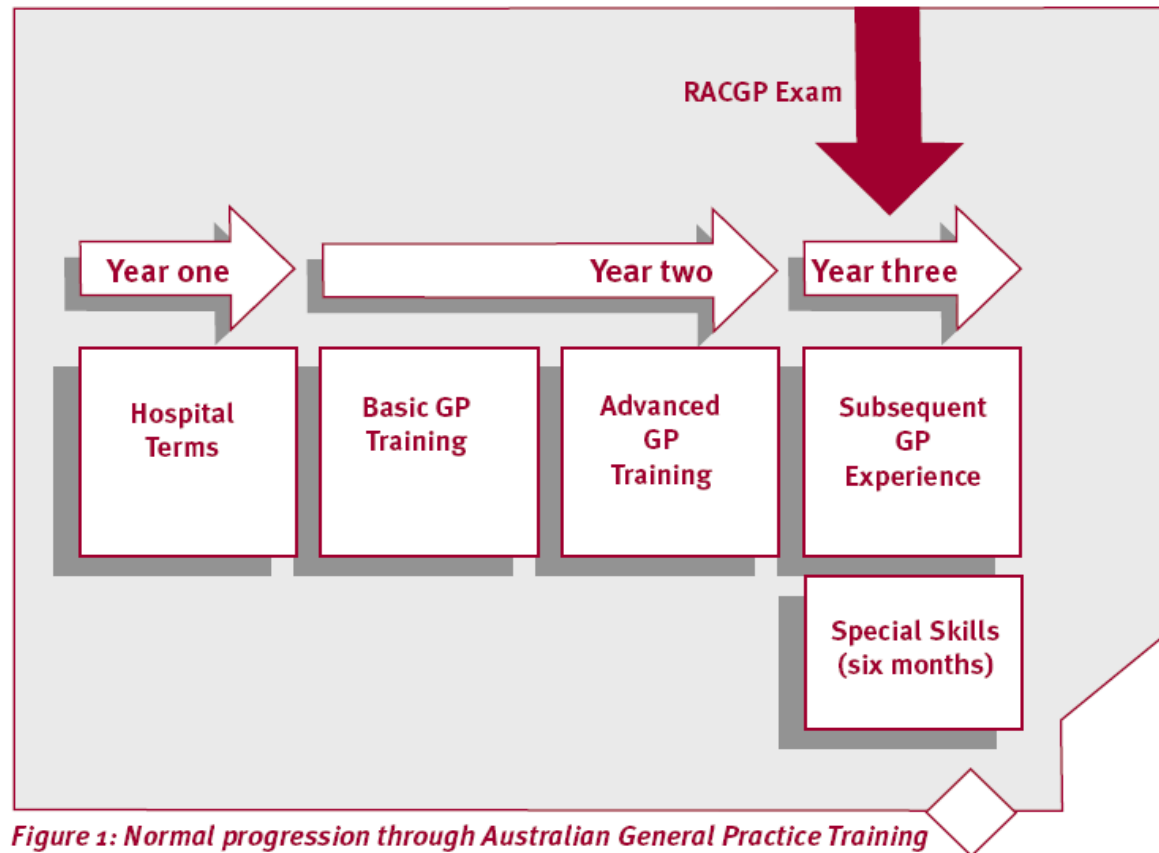 RACGP Exam
Year one
Year two
Year three
Hospital
Terms
Basic GP
Training
Advanced
GP
Training
Subsequent
GP
Experience
Special Skills
(six months)
Figure 1: Normal progression through Australian General Practice Training